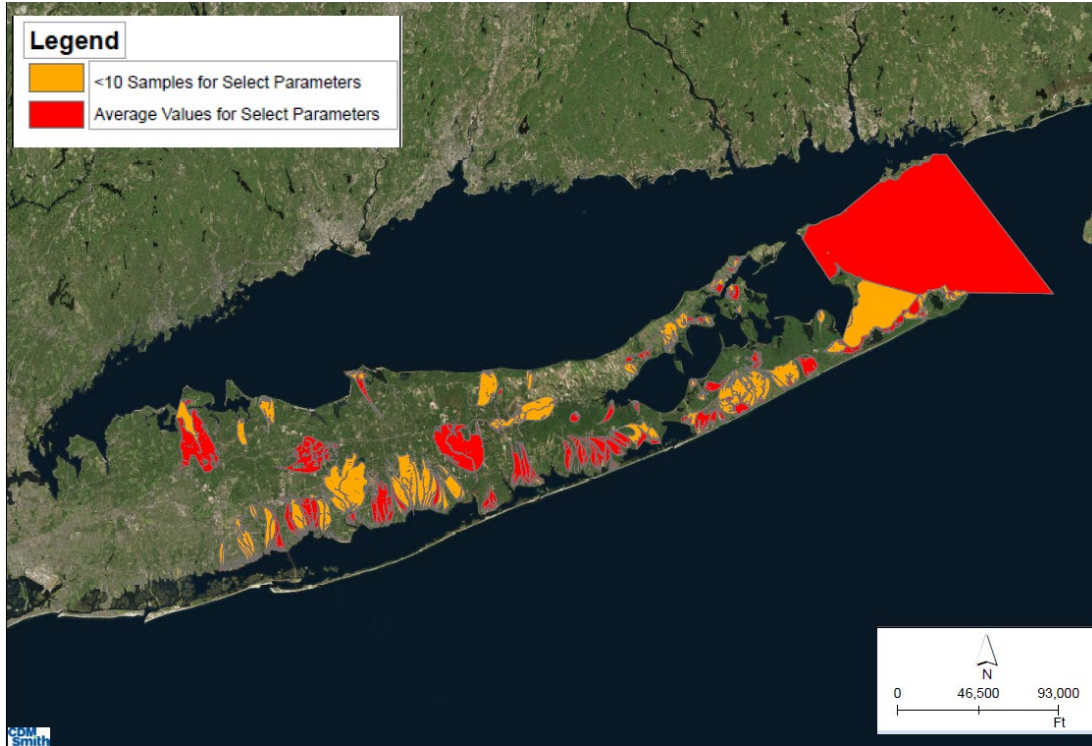 Legend
<10 Samples for Select Parameters
Average Values for Select Parameters
N
0 46,500 93,000
Ft
CDM
Smith